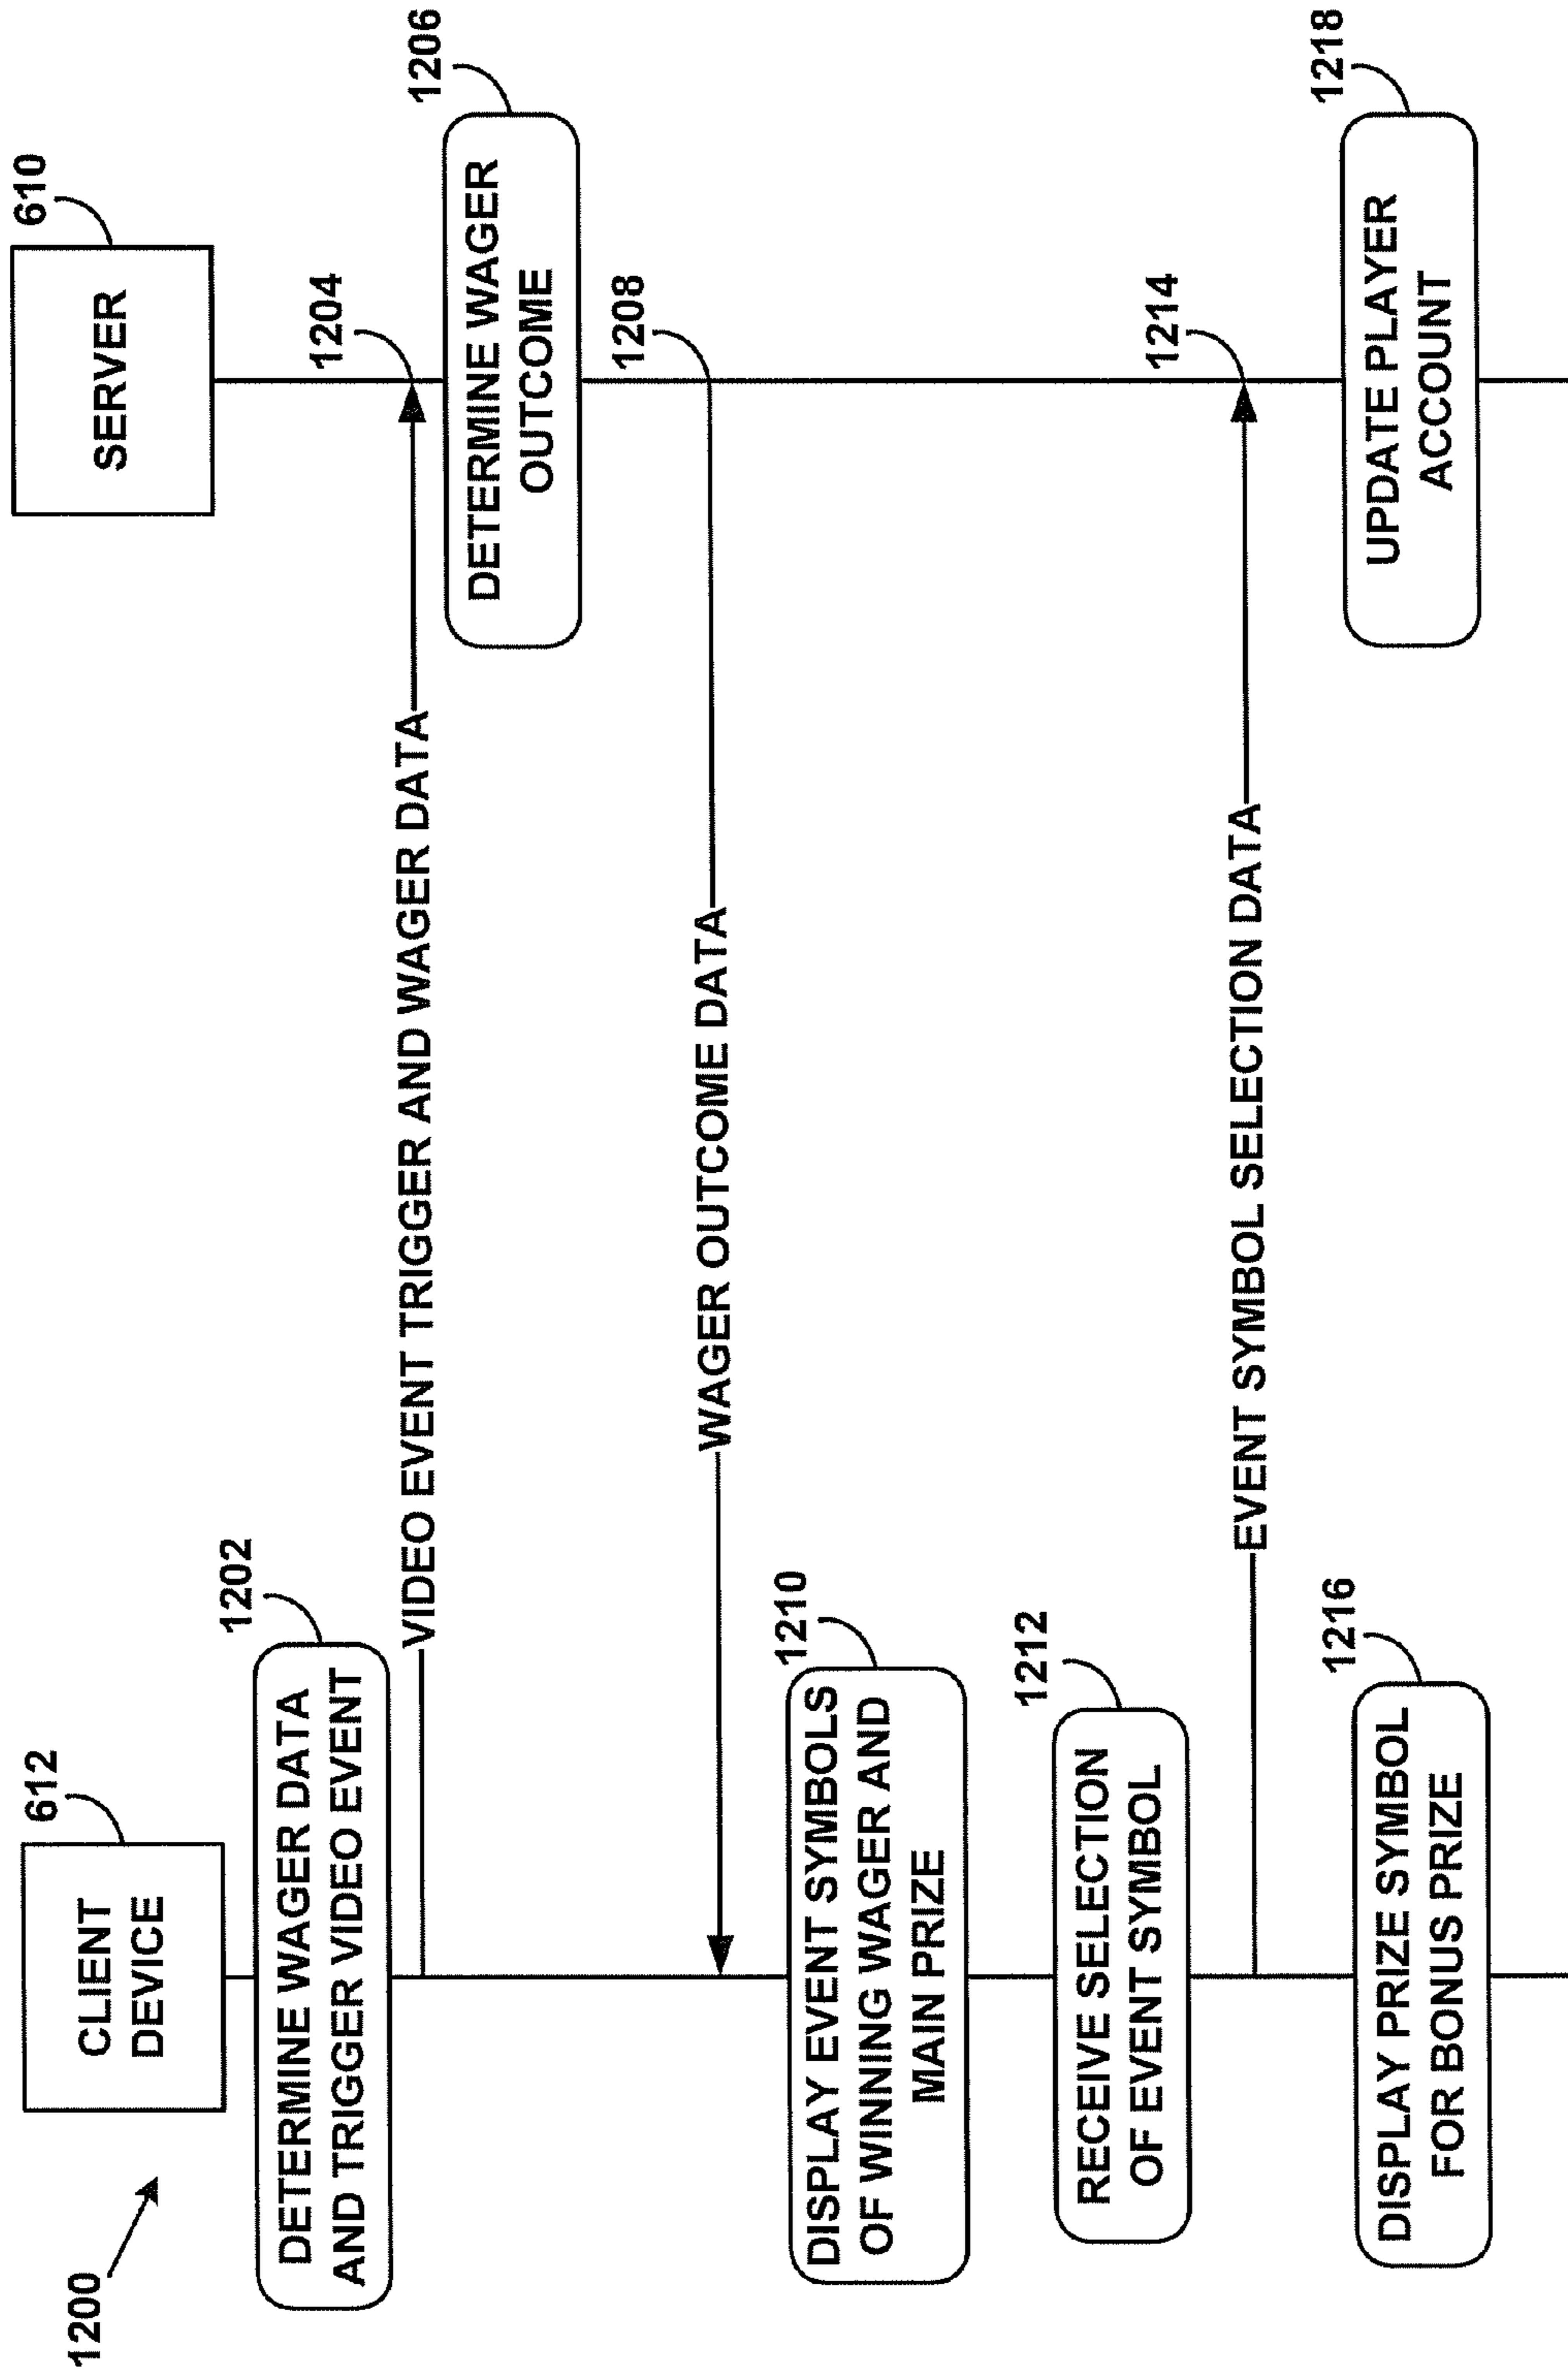 1200
612
CLIENT
DEVICE
610
SERVER
1202
DETERMINE WAGER DATA
AND TRIGGER VIDEO EVENT
1204
VIDEO EVENT TRIGGER AND WAGER DATA
1206
DETERMINE WAGER
OUTCOME
1208
WAGER OUTCOME DATA
1210
DISPLAY EVENT SYMBOLS
OF WINNING WAGER AND
MAIN PRIZE
1212
RECEIVE SELECTION
OF EVENT SYMBOL
1214
EVENT SYMBOL SELECTION DATA
1216
DISPLAY PRIZE SYMBOL
FOR BONUS PRIZE
1218
UPDATE PLAYER
ACCOUNT